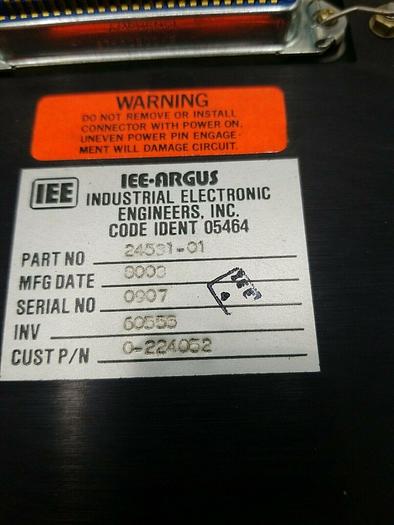 WARNING
DO NOT REMOVE OR INSTALL
CONNECTOR WITH POWER ON.
UNEVEN POWER PIN ENGAGE-
MENT WILL DAMAGE CIRCUIT.
IEE IEE-ARGUS
INDUSTRIAL ELECTRONIC
ENGINEERS, INC.
CODE IDENT 05464
PART NO 24531-01
MFG DATE
SERIAL NO 0907
INV 60555
CUST P/N 0-224052
IEE